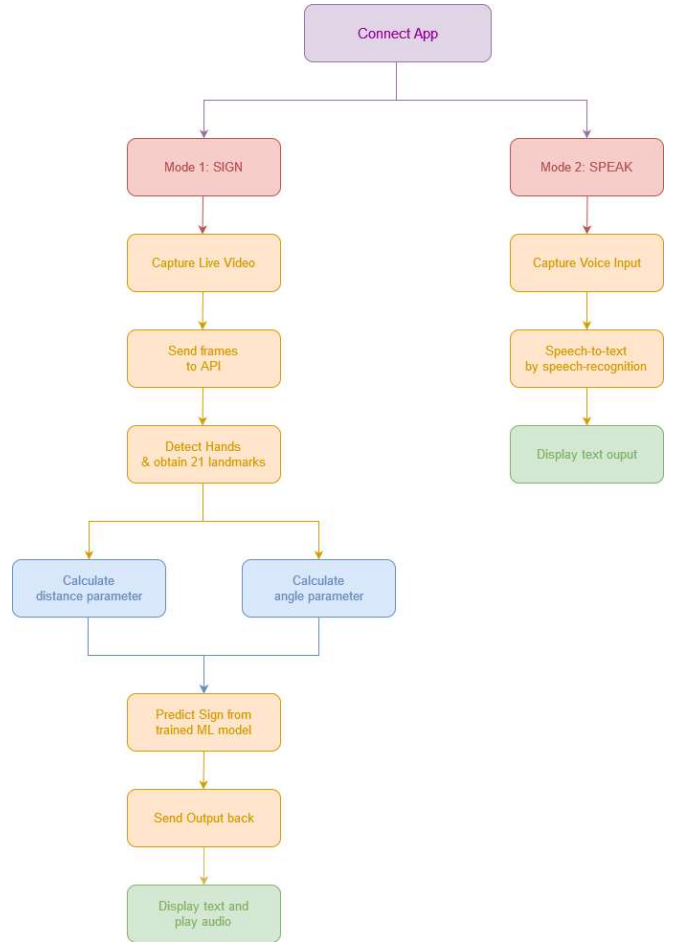 Connect App
Mode 1: SIGN
Mode 2: SPEAK
Capture Live Video
Capture Voice Input
Send frames
to API
Speech-to-text
by speech-recognition
Detect Hands
& obtain 21 landmarks
Display text ouput
Calculate
distance parameter
Calculate
angle parameter
Predict Sign from
trained ML model
Send Output back
Display text and
play audio